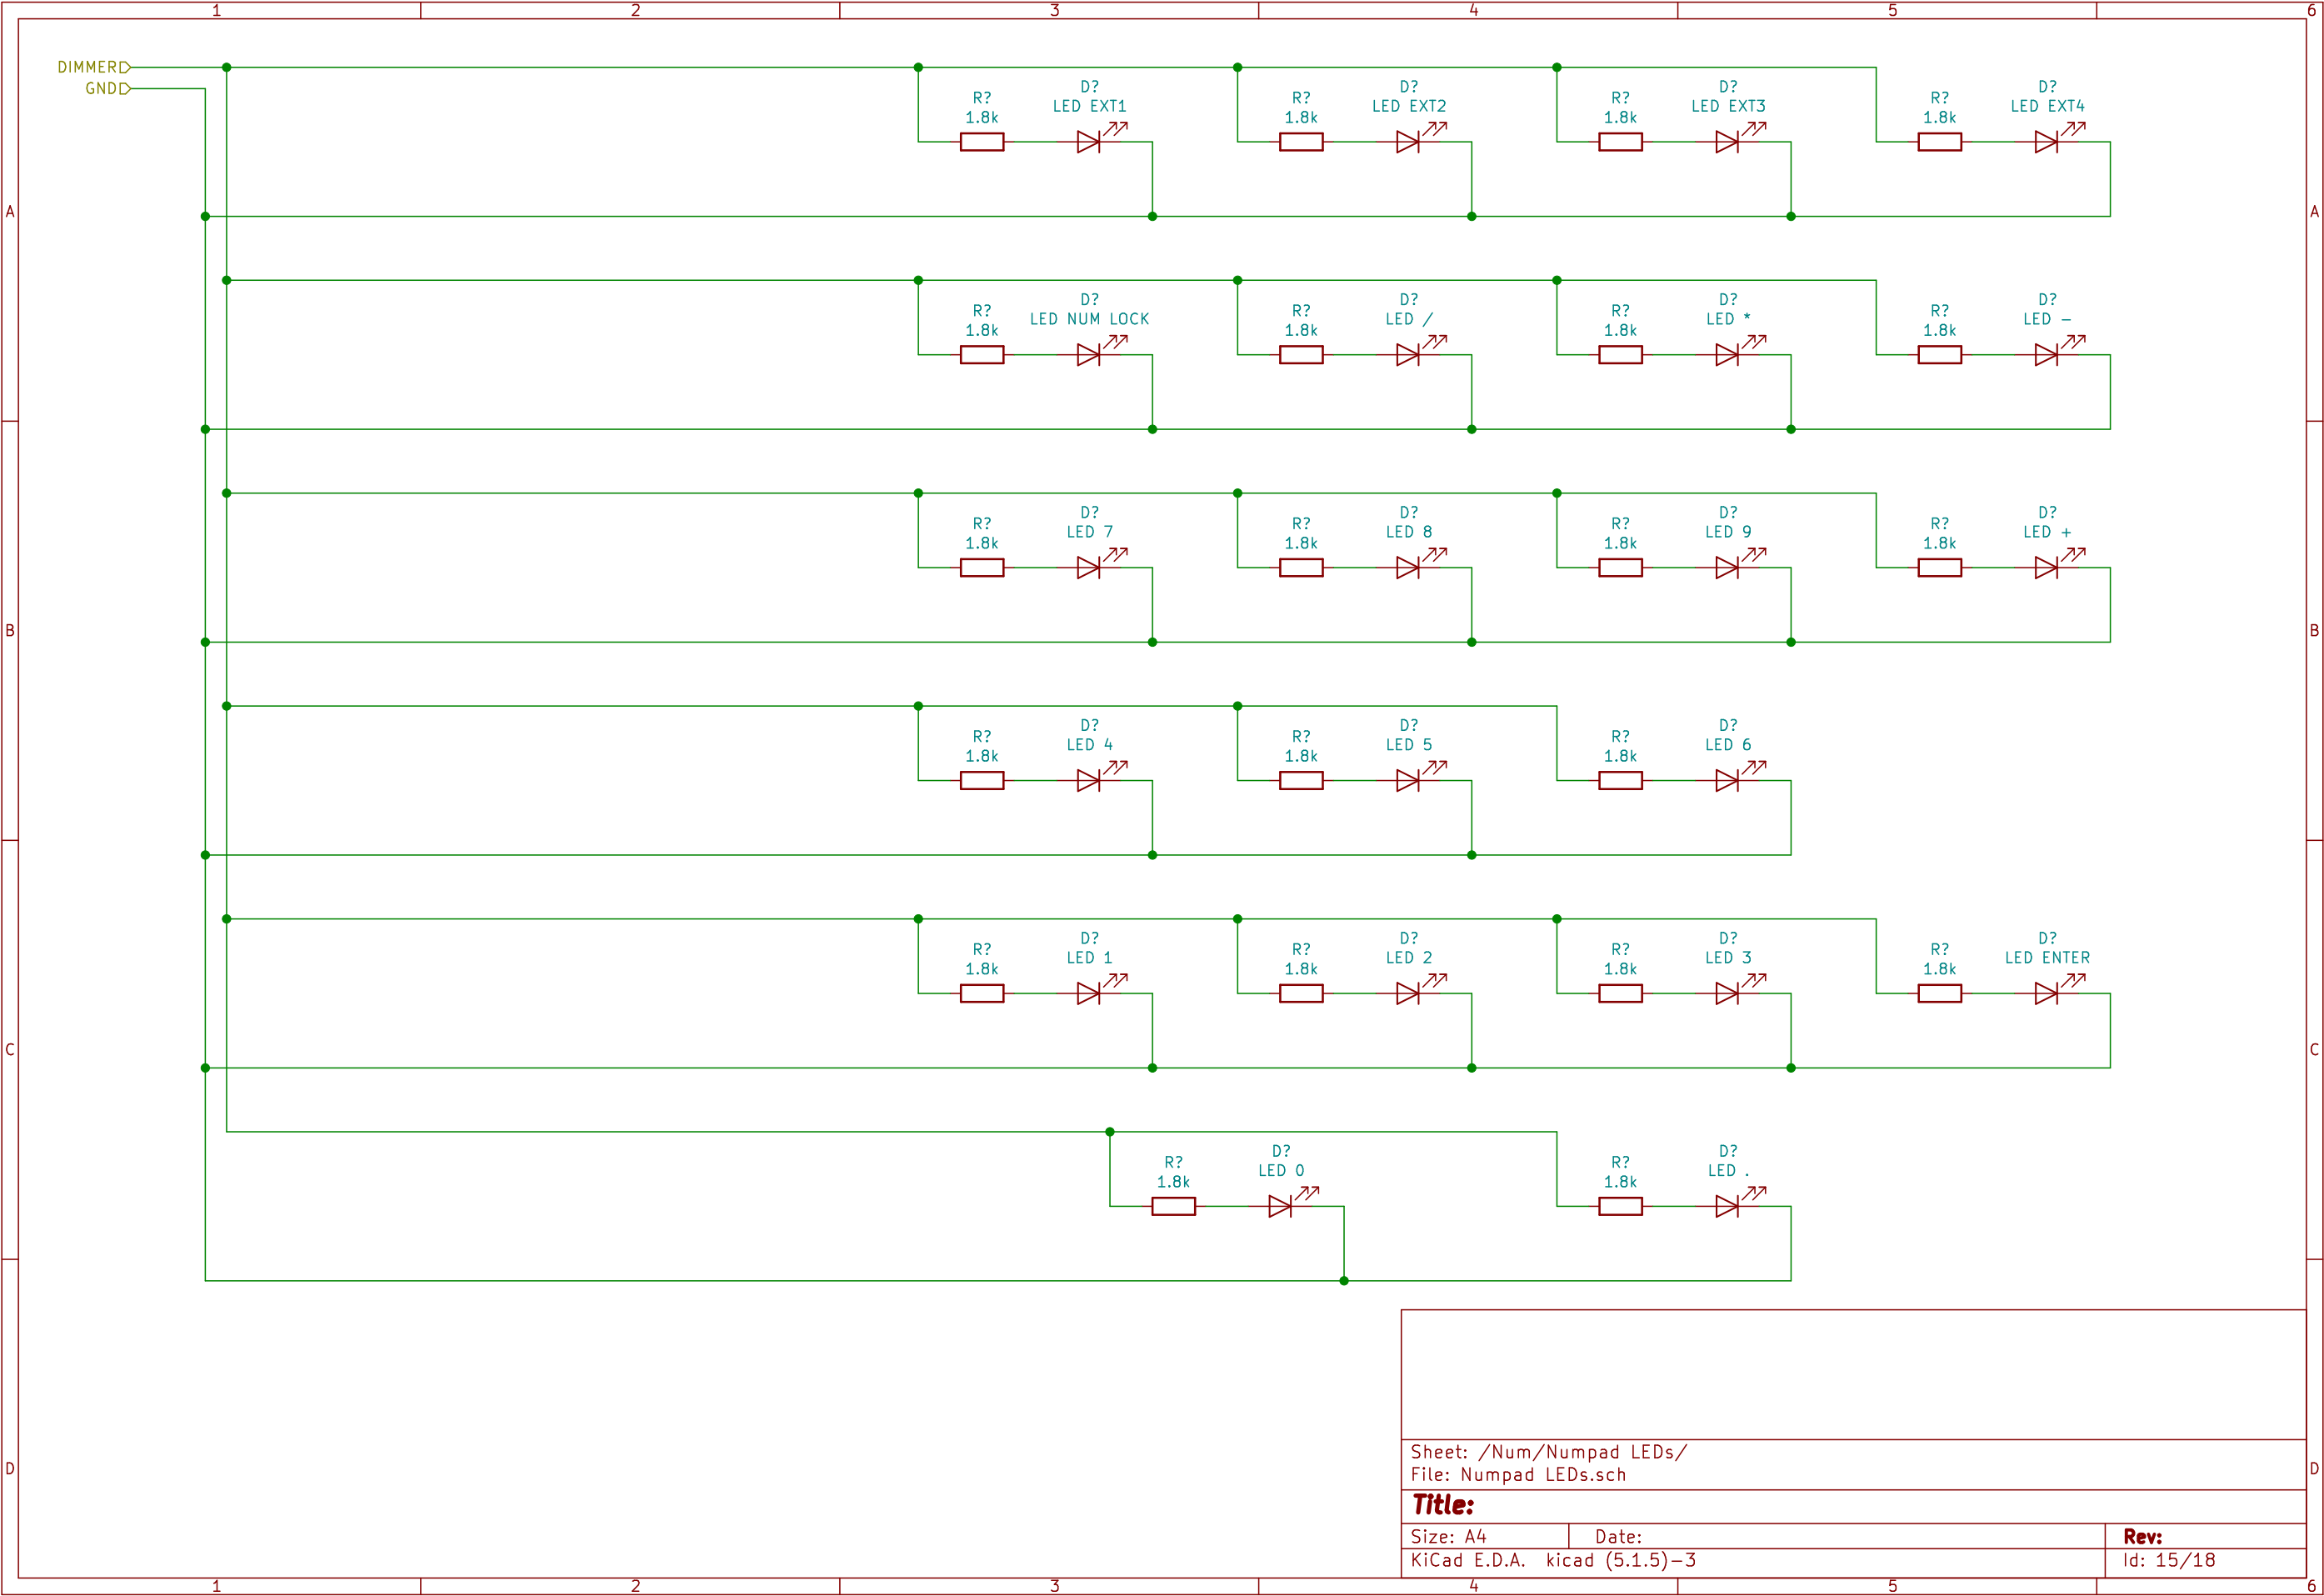 1 2 3 4 5 6
DIMMER
GND
D? D? D? D?
R? LED EXT1 R? LED EXT2 R? LED EXT3 R? LED EXT4
1.8k 1.8k 1.8k 1.8k
A A
D? D? D? D?
R? LED NUM LOCK R? LED / R? LED * R? LED -
1.8k 1.8k 1.8k 1.8k
D? D? D? D?
R? LED 7 R? LED 8 R? LED 9 R? LED +
1.8k 1.8k 1.8k 1.8k
B B
D? D? D?
R? LED 4 R? LED 5 R? LED 6
1.8k 1.8k 1.8k
D? D? D? D?
R? LED 1 R? LED 2 R? LED 3 R? LED ENTER
1.8k 1.8k 1.8k 1.8k
C C
D? D?
R? LED 0 R? LED .
1.8k 1.8k
Sheet: /Num/Numpad LEDs/
D D
File: Numpad LEDs.sch
Title:
Size: A4 Date: Rev:
KiCad E.D.A. kicad (5.1.5)-3 Id: 15/18
1 2 3 4 5 6